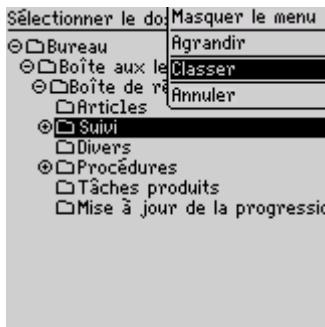 Sélectionner le do
Masquer le menu
Agrandir
Classer
Annuler
Bureau
Boîte aux le
Boîte de ré
Articles
Suivi
Divers
Procédures
Tâches produits
Mise à jour de la progressio